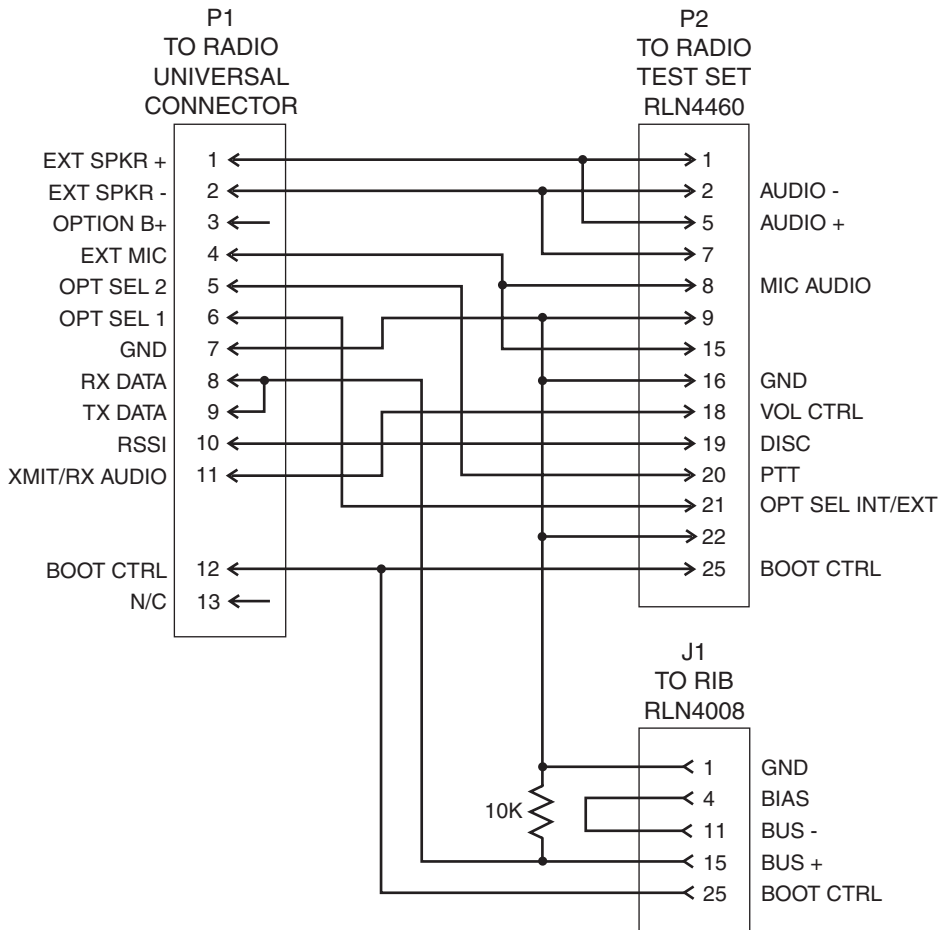 P1
TO RADIO
UNIVERSAL
CONNECTOR
EXT SPKR + 1
EXT SPKR - 2
OPTION B+ 3
EXT MIC 4
OPT SEL 2 5
OPT SEL 1 6
GND 7
RX DATA 8
TX DATA 9
RSSI 10
XMIT/RX AUDIO 11
BOOT CTRL 12
N/C 13
P2
TO RADIO
TEST SET
RLN4460
1
2 AUDIO -
5 AUDIO +
7
8 MIC AUDIO
9
15
16 GND
18 VOL CTRL
19 DISC
20 PTT
21 OPT SEL INT/EXT
22
25 BOOT CTRL
J1
TO RIB
RLN4008
1 GND
4 BIAS
11 BUS -
15 BUS +
25 BOOT CTRL
10K